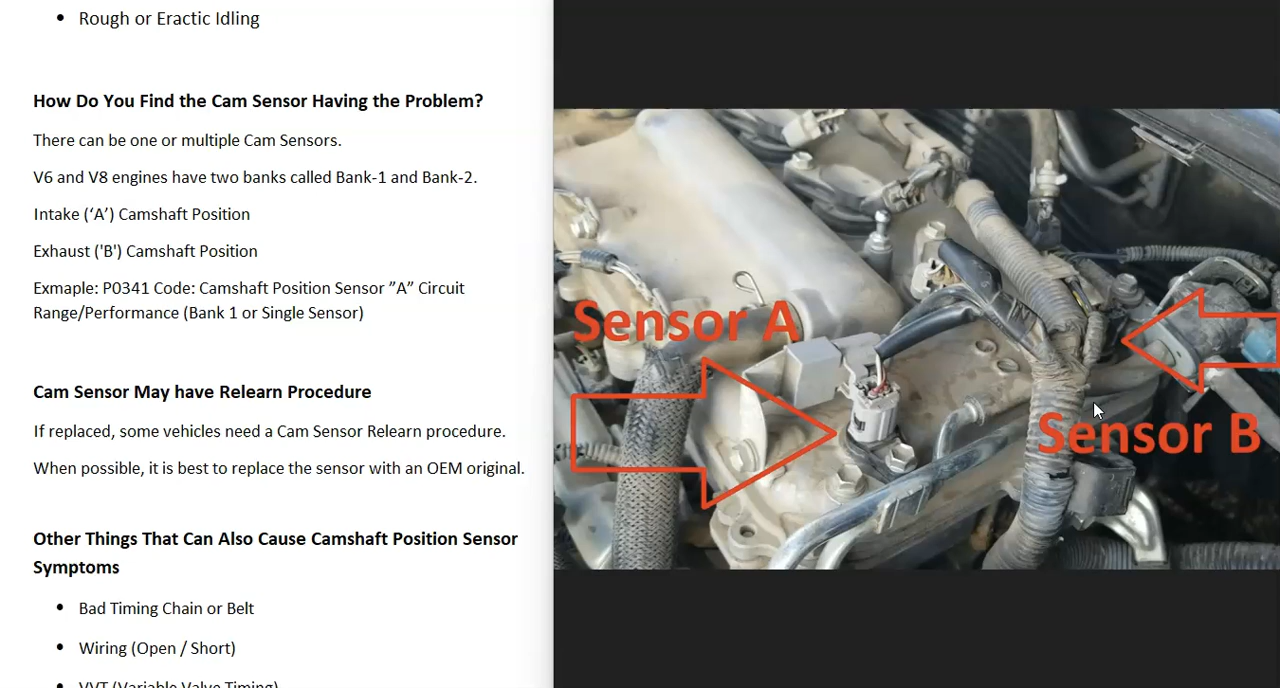 • Rough or Eractic Idling
How Do You Find the Cam Sensor Having the Problem?
There can be one or multiple Cam Sensors.
V6 and V8 engines have two banks called Bank-1 and Bank-2.
Intake (‘A’) Camshaft Position
Exhaust ('B') Camshaft Position
Exmaple: P0341 Code: Camshaft Position Sensor ”A” Circuit
Range/Performance (Bank 1 or Single Sensor)
Cam Sensor May have Relearn Procedure
If replaced, some vehicles need a Cam Sensor Relearn procedure.
When possible, it is best to replace the sensor with an OEM original.
Other Things That Can Also Cause Camshaft Position Sensor
Symptoms
• Bad Timing Chain or Belt
• Wiring (Open / Short)
• VVT (Variable Valve Timing)
Sensor A
Sensor B